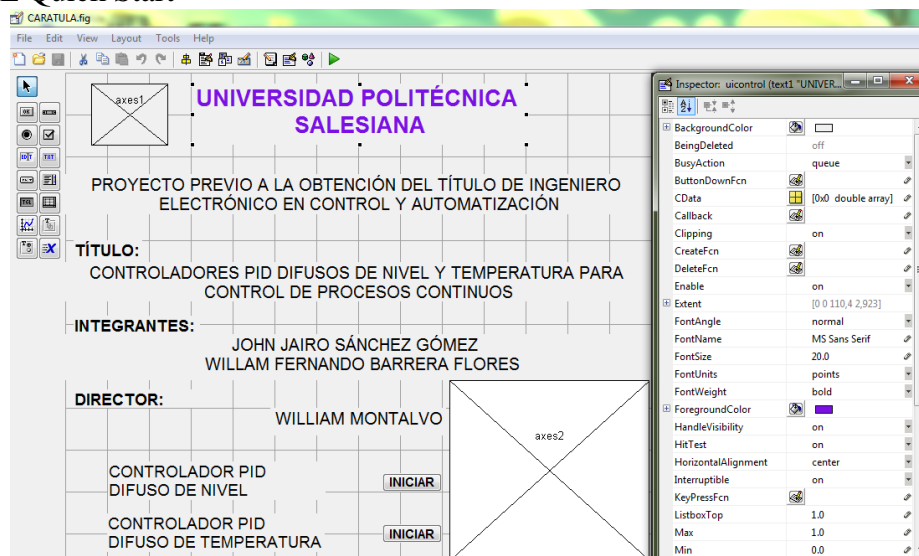 E Quick Start
CARATULA.fig
File Edit View Layout Tools Help
axes1
UNIVERSIDAD POLITÉCNICA
SALESIANA
PROYECTO PREVIO A LA OBTENCIÓN DEL TÍTULO DE INGENIERO
ELECTRÓNICO EN CONTROL Y AUTOMATIZACIÓN
TÍTULO:
CONTROLADORES PID DIFUSOS DE NIVEL Y TEMPERATURA PARA
CONTROL DE PROCESOS CONTINUOS
INTEGRANTES:
JOHN JAIRO SÁNCHEZ GÓMEZ
WILLAM FERNANDO BARRERA FLORES
DIRECTOR:
WILLIAM MONTALVO
axes2
CONTROLADOR PID
DIFUSO DE NIVEL
INICIAR
CONTROLADOR PID
DIFUSO DE TEMPERATURA
INICIAR
Inspector: uicontrol (text1 "UNIVER...
BackgroundColor
BeingDeleted off
BusyAction queue
ButtonDownFcn
CData [0x0 double array]
Callback
Clipping on
CreateFcn
DeleteFcn
Enable on
Extent [0 0 110,4 2,923]
FontAngle normal
FontName MS Sans Serif
FontSize 20.0
FontUnits points
FontWeight bold
ForegroundColor
HandleVisibility on
HitTest on
HorizontalAlignment center
Interruptible on
KeyPressFcn
ListboxTop 1.0
Max 1.0
Min 0.0